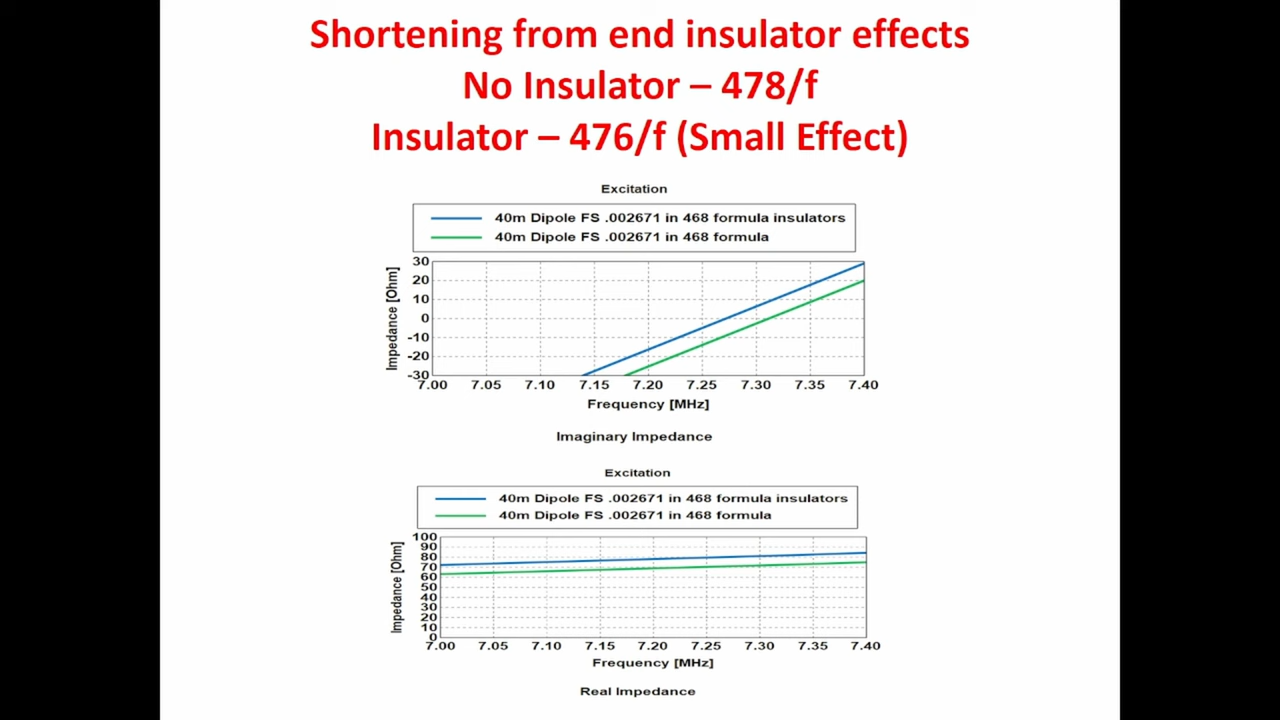 Shortening from end insulator effects
No Insulator – 478/f
Insulator – 476/f (Small Effect)
Excitation
40m Dipole FS .002671 in 468 formula insulators
40m Dipole FS .002671 in 468 formula
Impedance [Ohm]
30
20
10
0
-10
-20
-30
7.00 7.05 7.10 7.15 7.20 7.25 7.30 7.35 7.40
Frequency [MHz]
Imaginary Impedance
Excitation
40m Dipole FS .002671 in 468 formula insulators
40m Dipole FS .002671 in 468 formula
Impedance [Ohm]
100
90
80
70
60
50
40
30
20
10
0
7.00 7.05 7.10 7.15 7.20 7.25 7.30 7.35 7.40
Frequency [MHz]
Real Impedance